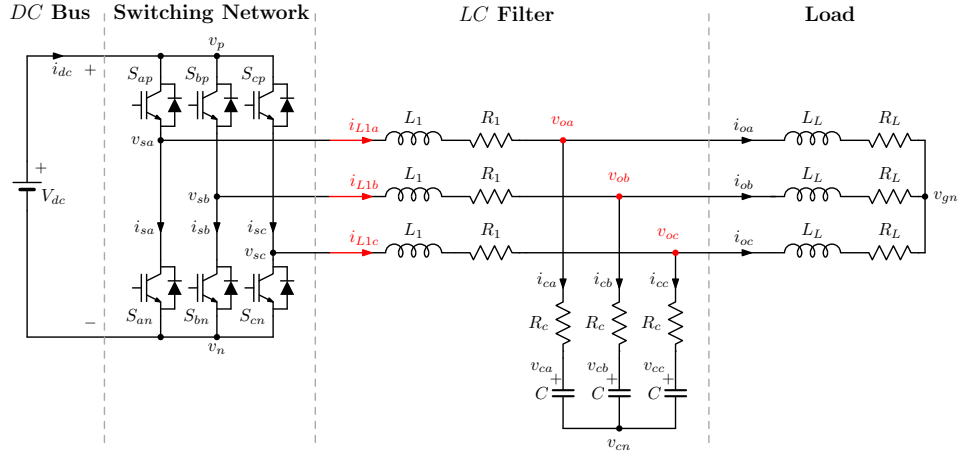 DC Bus Switching Network LC Filter Load
v_p
i_dc +
S_ap S_bp S_cp
i_L1a L_1 R_1 v_oa i_oa L_L R_L
v_sa
+
V_dc
i_L1b L_1 R_1 v_ob i_ob L_L R_L
v_sb v_gn
i_sa i_sb i_sc
v_sc
i_L1c L_1 R_1 v_oc i_oc L_L R_L
i_ca i_cb i_cc
S_an S_bn S_cn
−
v_n
R_c R_c R_c
v_ca + v_cb + v_cc +
C C C
v_cn